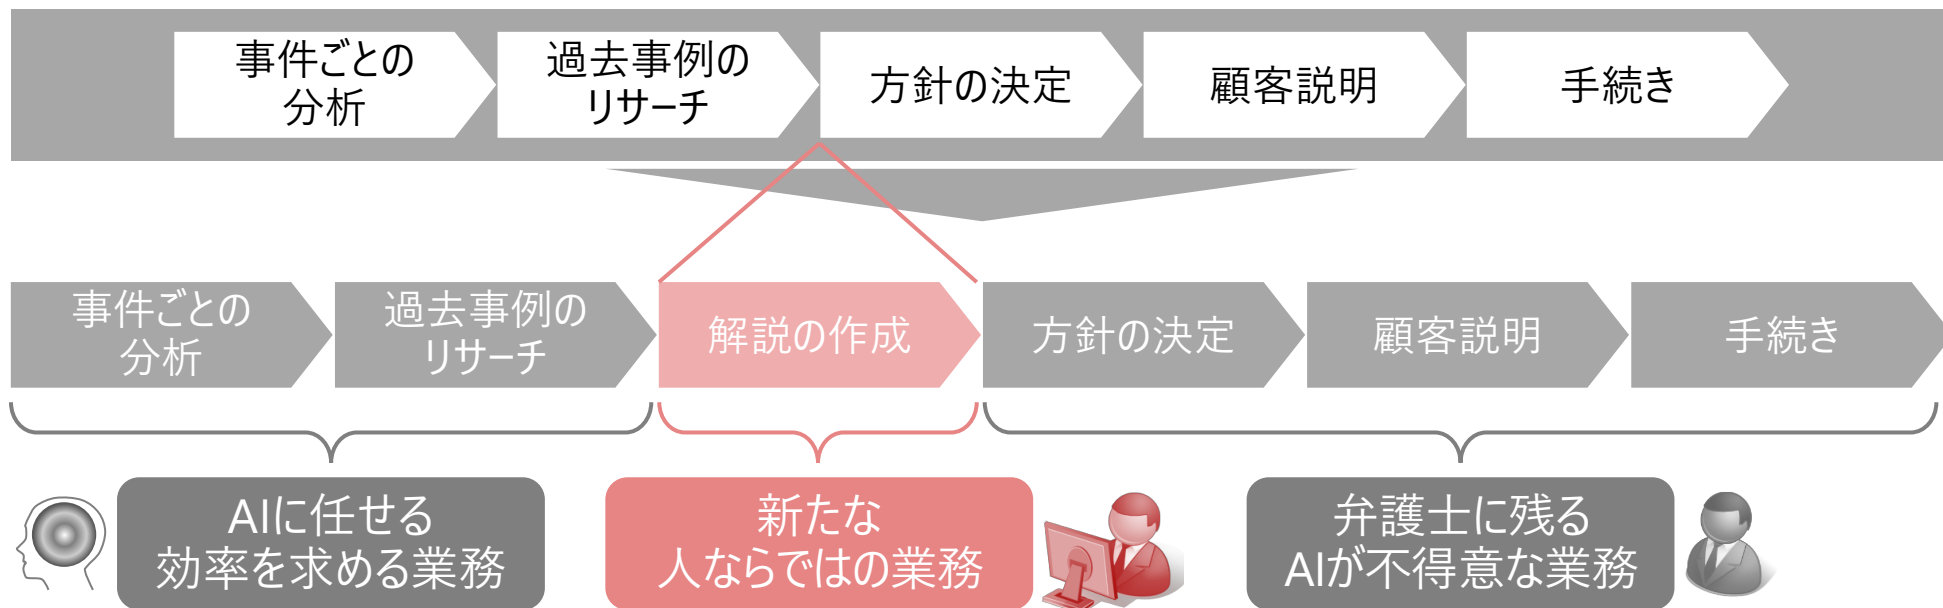 事件ごとの
分析
過去事例の
リサーチ
方針の決定
顧客説明
手続き
事件ごとの
分析
過去事例の
リサーチ
解説の作成
方針の決定
顧客説明
手続き
AIに任せる
効率を求める業務
新たな
人ならではの業務
弁護士に残る
AIが不得意な業務